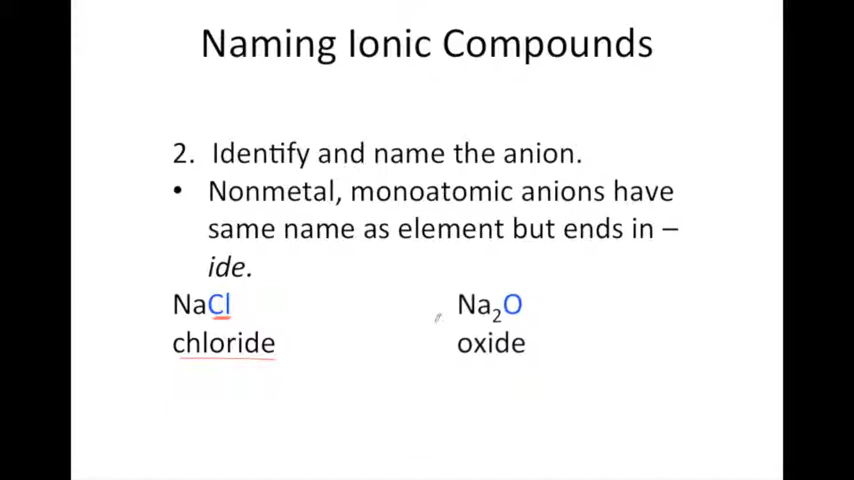 Naming Ionic Compounds
2. Identify and name the anion.
• Nonmetal, monoatomic anions have
same name as element but ends in –
ide.
NaCl Na₂O
chloride oxide